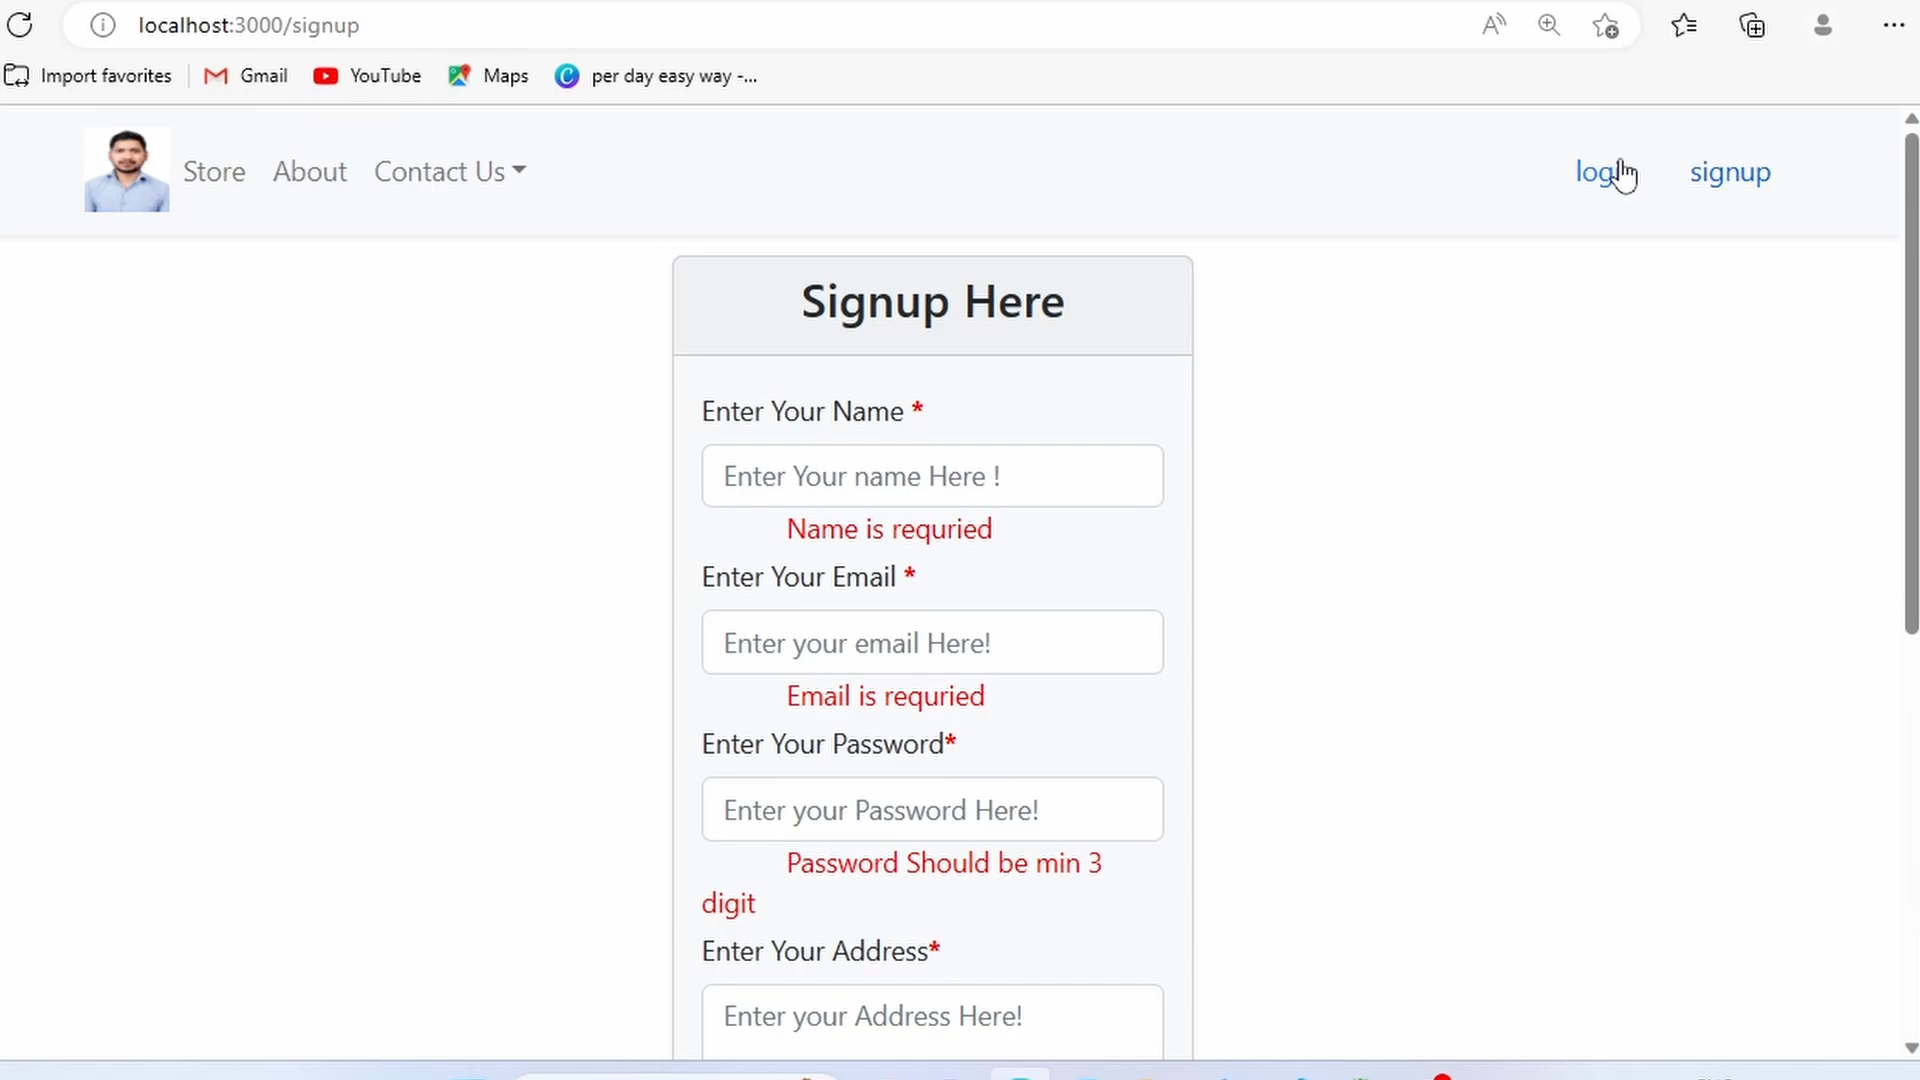 localhost:3000/signup
Import favorites Gmail YouTube Maps per day easy way -...
Store About Contact Us signup
Signup Here
Enter Your Name *
Enter Your name Here !
Name is requried
Enter Your Email *
Enter your email Here!
Email is requried
Enter Your Password*
Enter your Password Here!
Password Should be min 3
digit
Enter Your Address*
Enter your Address Here!